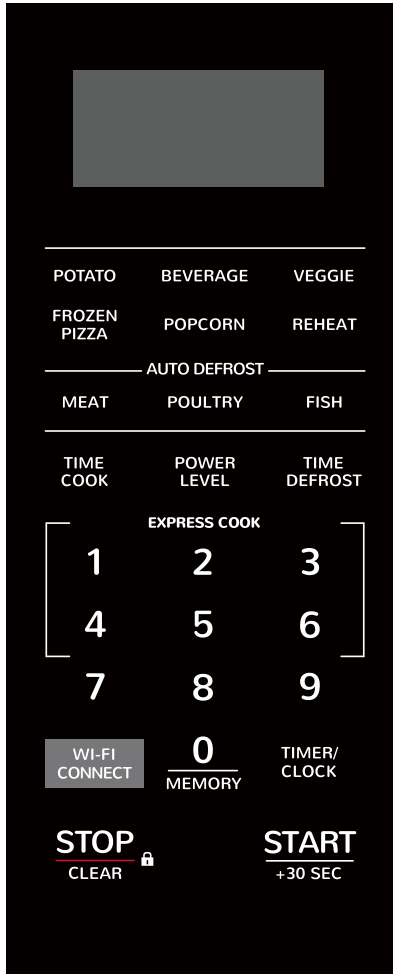 POTATO BEVERAGE VEGGIE
FROZEN
PIZZA
POPCORN REHEAT
AUTO DEFROST
MEAT POULTRY FISH
TIME
COOK
POWER
LEVEL
TIME
DEFROST
EXPRESS COOK
1 2 3
4 5 6
7 8 9
WI-FI
CONNECT
0
MEMORY
TIMER/
CLOCK
STOP
CLEAR
START
+30 SEC